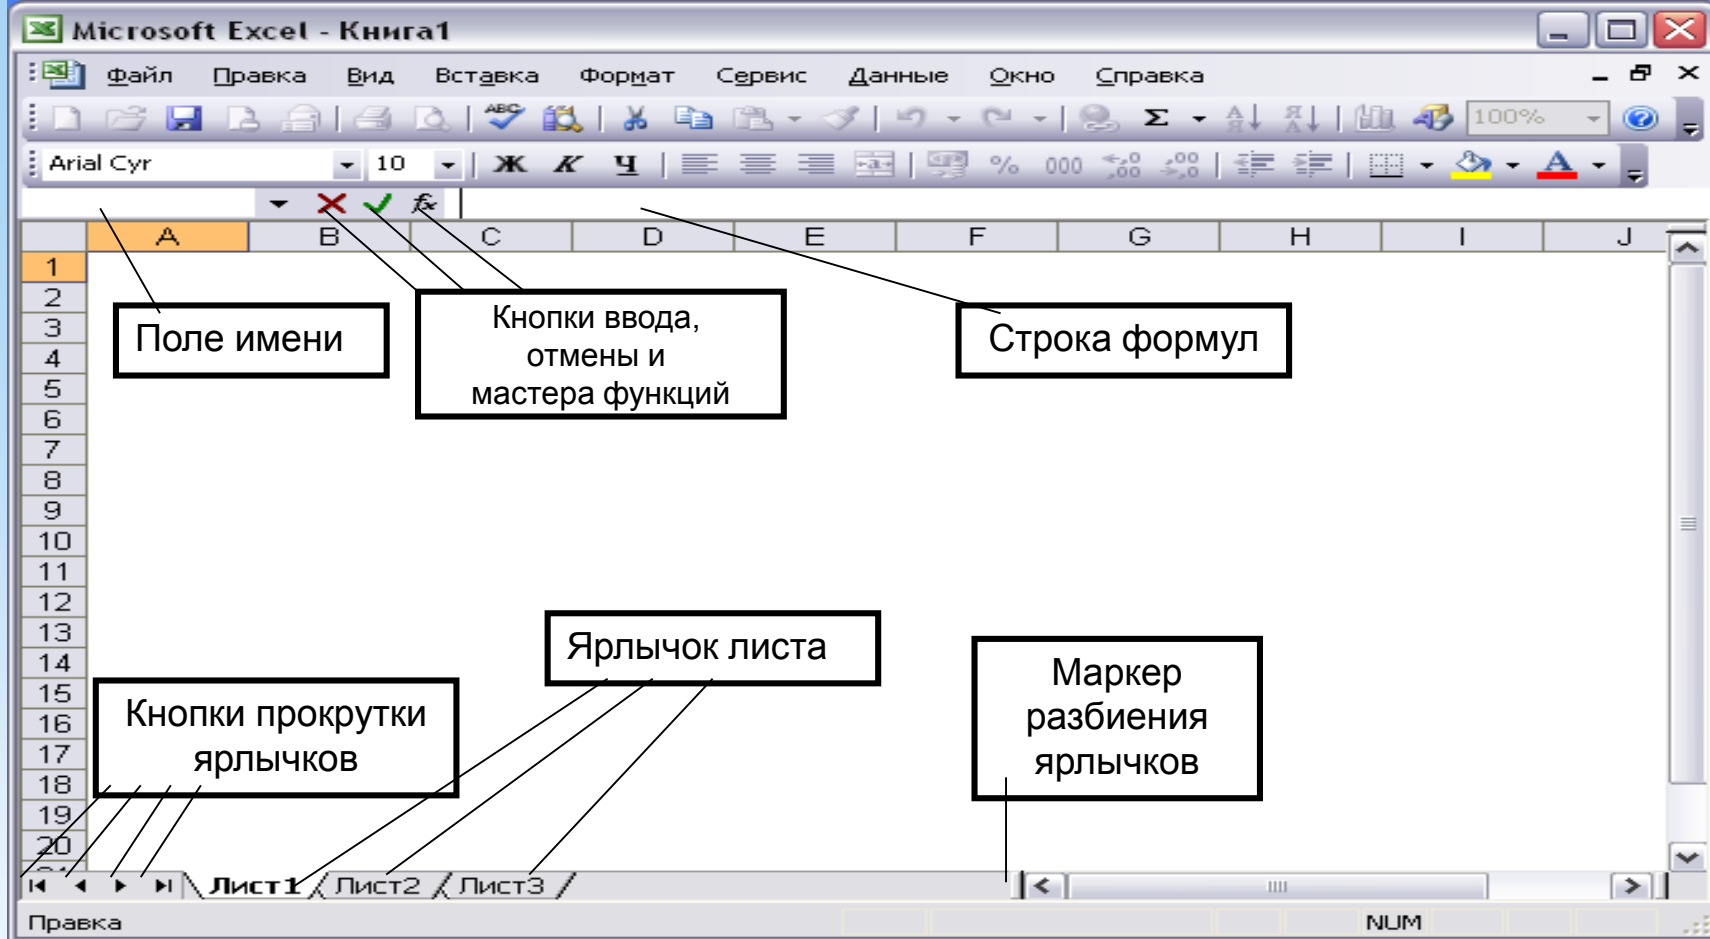 Microsoft Excel - Книга1
Файл Правка Вид Вставка Формат Сервис Данные Окно Справка
ABC Σ 100%
Arial Cyr 10 Ж К Ч % 000
fx
A B C D E F G H I J
1
2
3
4
5
6
7
8
9
10
11
12
13
14
15
16
17
18
19
20
Поле имени
Кнопки ввода,
отмены и
мастера функций
Строка формул
Ярлычок листа
Кнопки прокрутки
ярлычков
Маркер
разбиения
ярлычков
Лист1 Лист2 Лист3
Правка NUM